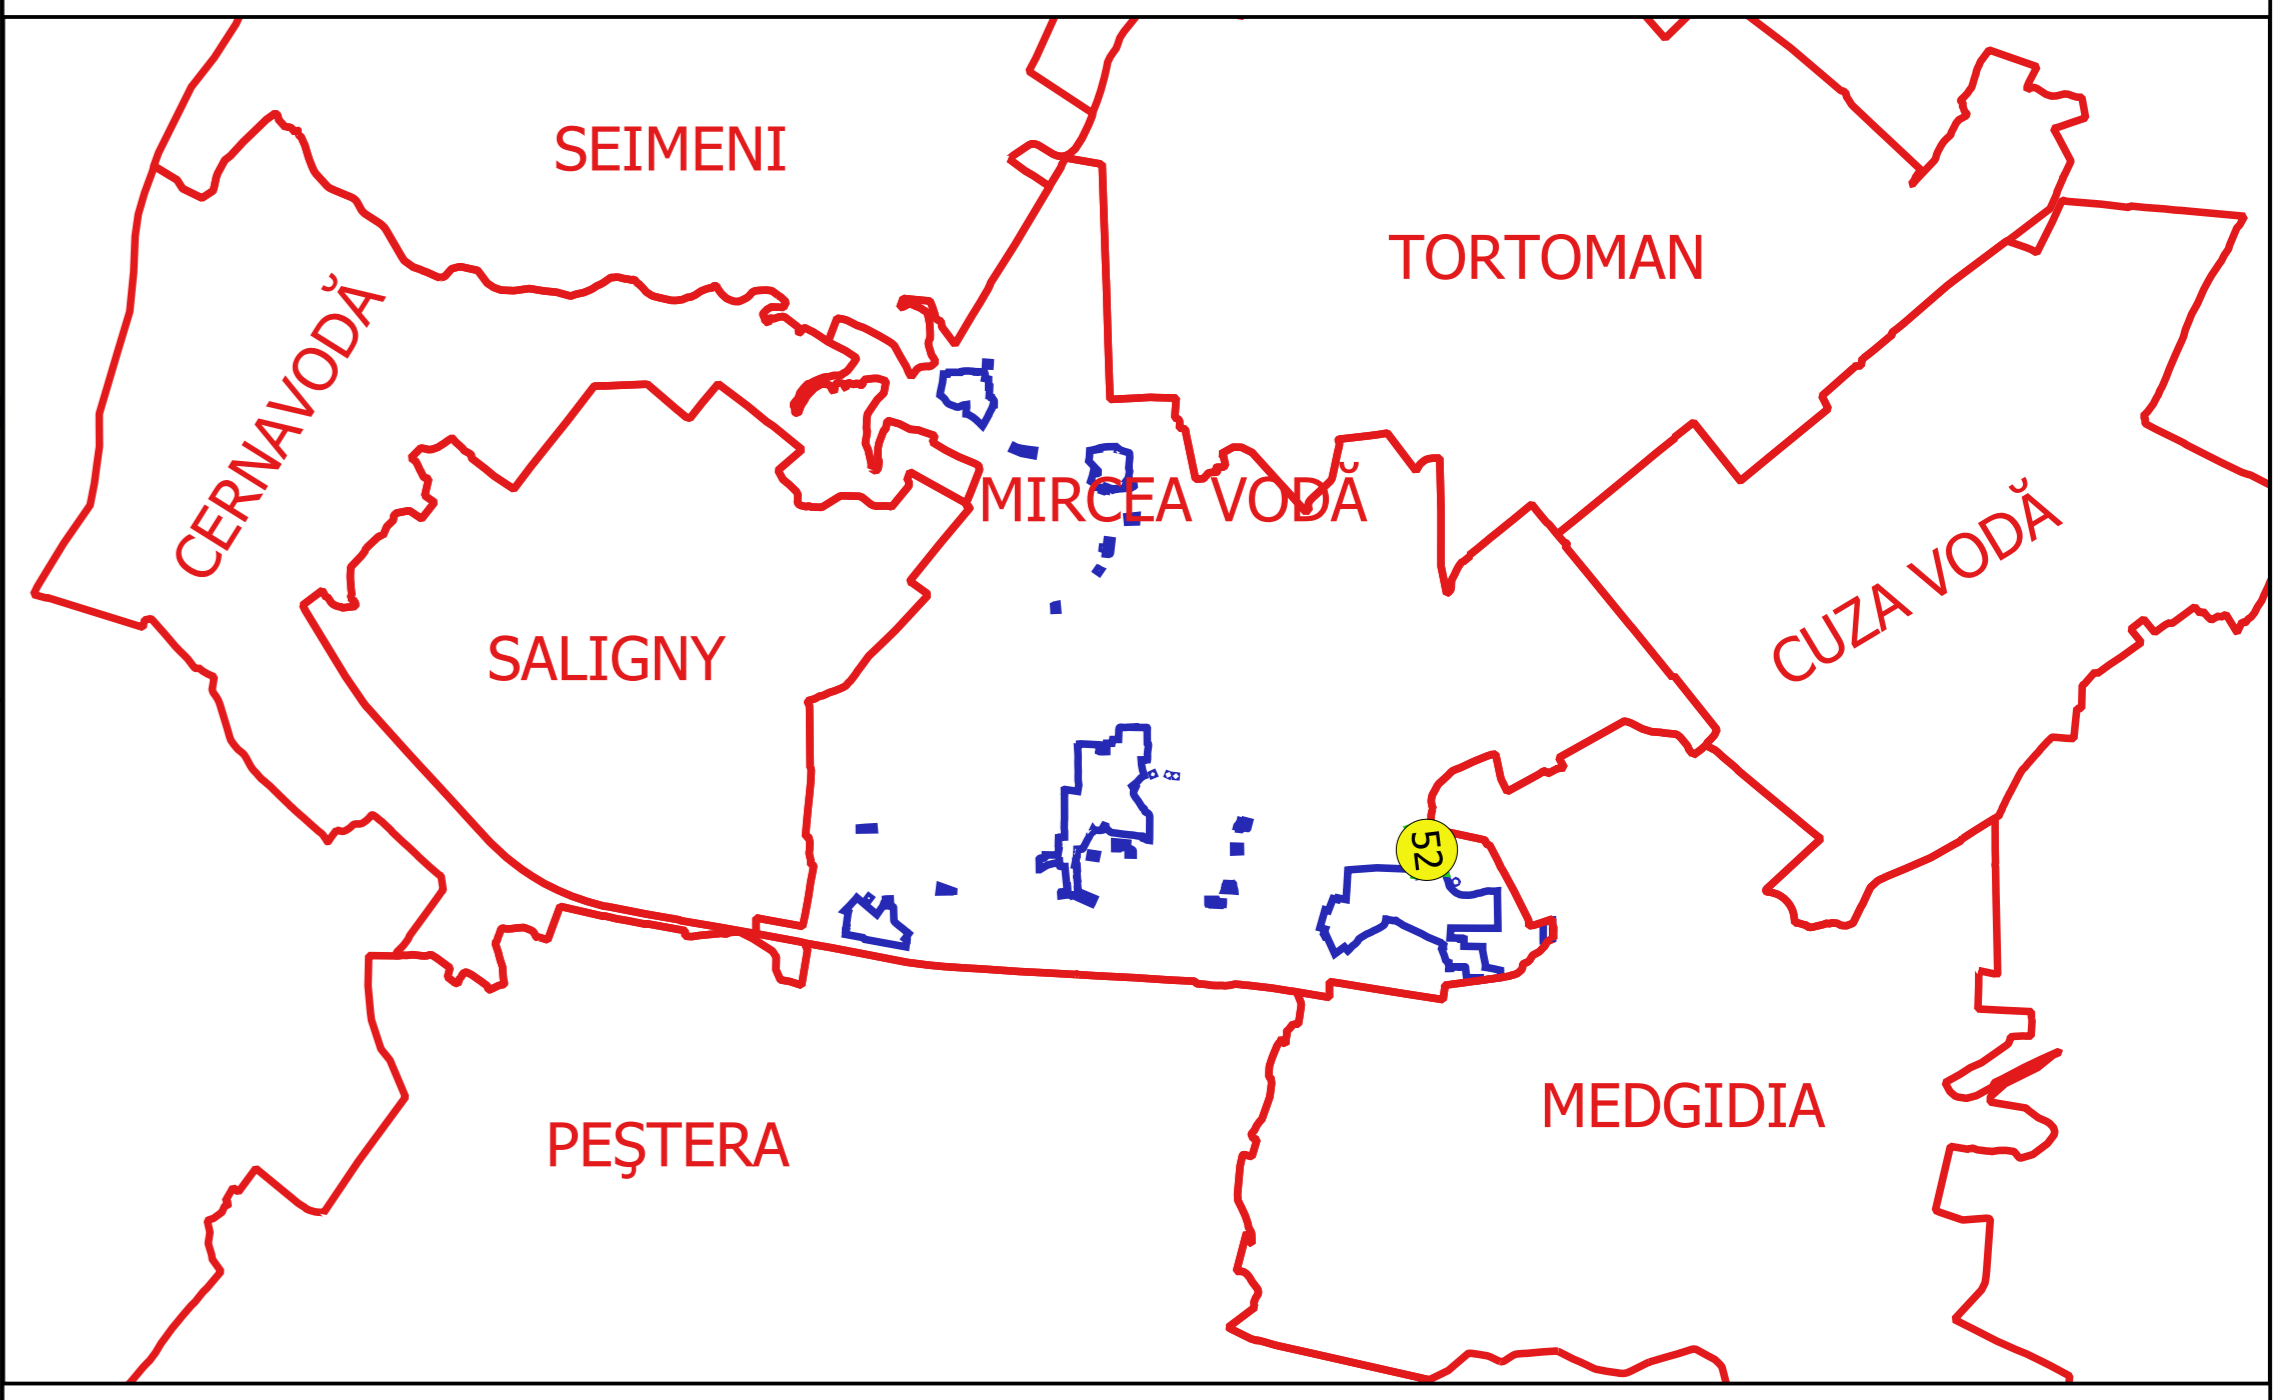 SEIMENI
TORTOMAN
CERNAVODĂ
MIRCEA VODĂ
CUZA VODĂ
SALIGNY
52
MEDGIDIA
PEŞTERA